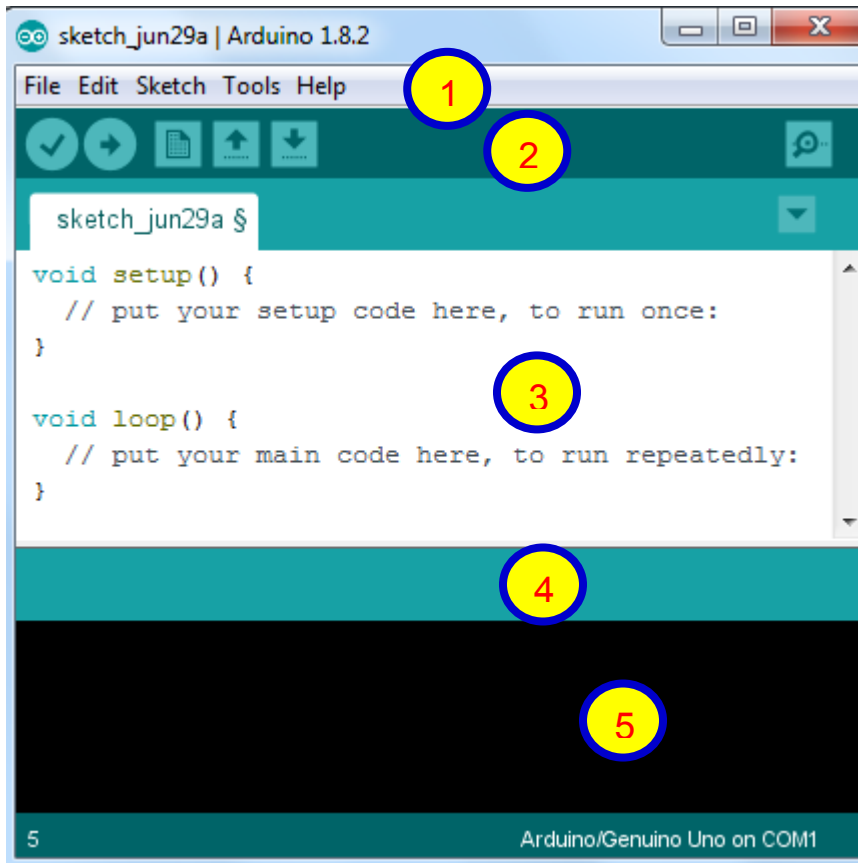 sketch_jun29a | Arduino 1.8.2
File Edit Sketch Tools Help
1
2
sketch_jun29a §
void setup() {
  // put your setup code here, to run once:
}
3
void loop() {
  // put your main code here, to run repeatedly:
}
4
5
5 Arduino/Genuino Uno on COM1